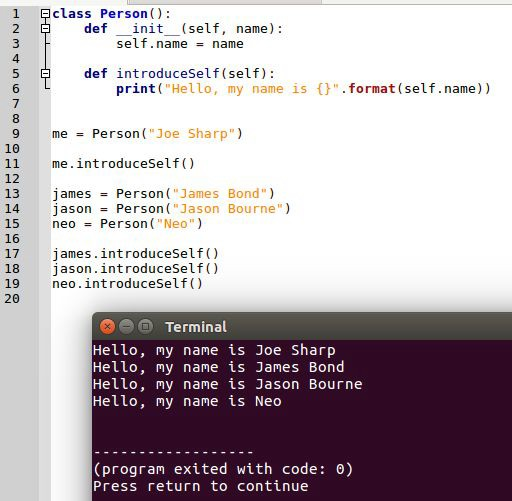 1 class Person():
2     def __init__(self, name):
3         self.name = name
4
5     def introduceSelf(self):
6         print("Hello, my name is {}".format(self.name))
7
8
9 me = Person("Joe Sharp")
10
11 me.introduceSelf()
12
13 james = Person("James Bond")
14 jason = Person("Jason Bourne")
15 neo = Person("Neo")
16
17 james.introduceSelf()
18 jason.introduceSelf()
19 neo.introduceSelf()
20
Terminal
Hello, my name is Joe Sharp
Hello, my name is James Bond
Hello, my name is Jason Bourne
Hello, my name is Neo
------------------
(program exited with code: 0)
Press return to continue